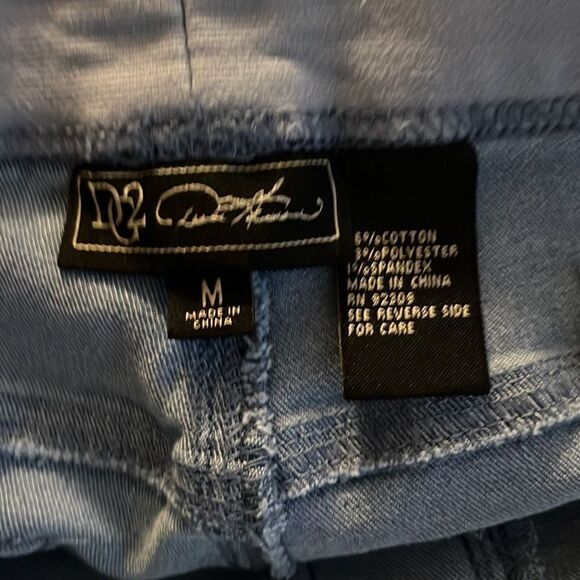 DG2
M
MADE IN
CHINA
6%COTTON
3%POLYESTER
1%SPANDEX
MADE IN CHINA
RN 92309
SEE REVERSE SIDE
FOR CARE